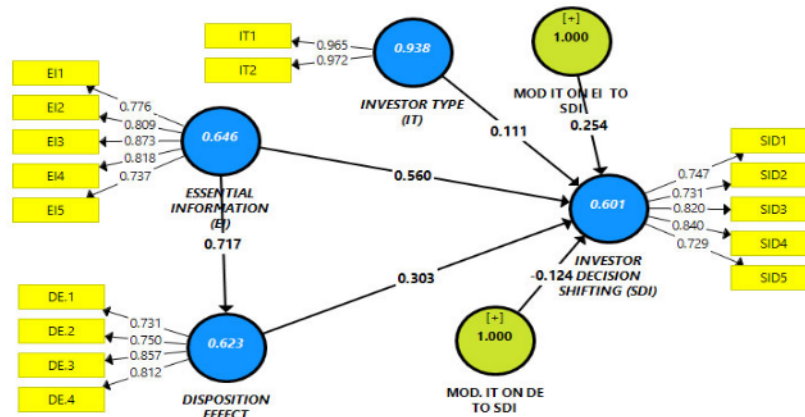 IT1
IT2
0.965
0.972
0.938
INVESTOR TYPE
(IT)
[+]
1.000
MOD IT ON EI TO
SDI
0.254
0.111
EI1
EI2
EI3
EI4
EI5
0.776
0.809
0.873
0.818
0.737
0.646
ESSENTIAL
INFORMATION (EI)
0.717
0.560
0.303
-0.124
0.601
INVESTOR
DECISION
SHIFTING (SDI)
0.747
0.731
0.820
0.840
0.729
SID1
SID2
SID3
SID4
SID5
DE.1
DE.2
DE.3
DE.4
0.731
0.750
0.857
0.812
0.623
DISPOSITION
EFFECT
[+]
1.000
MOD. IT ON DE
TO SDI